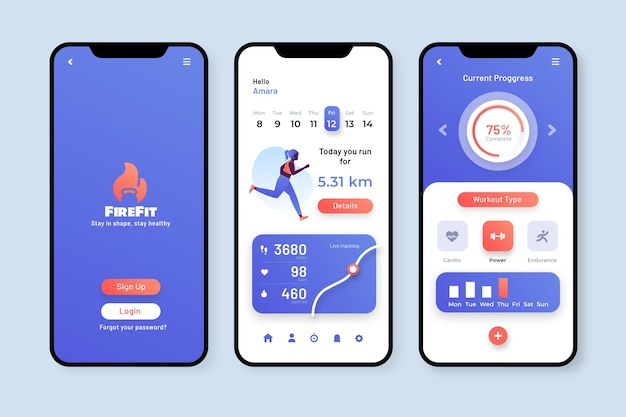 FIREFIT
Stay in shape, stay healthy
Sign Up
Login
Forgot your password?
Hello
Amara
Mon Tue Wed Thu Fri Sat Sun
8 9 10 11 12 13 14
Today you run
for
5.31 km
Details
3680
steps
98
bpm
460
calories
Live tracking
Current Proggress
75%
Complete
Workout Type
Cardio Power Endurance
Mon Tue Wed Thu Fri Sat Sun